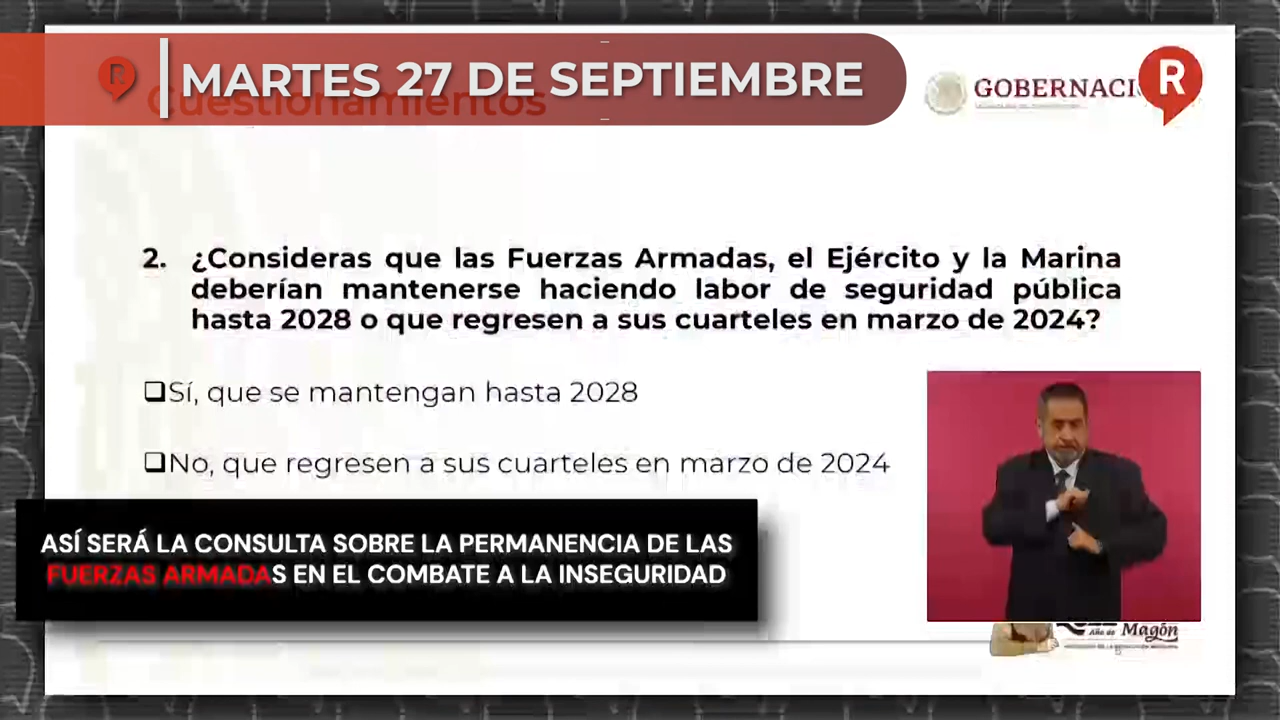 MARTES 27 DE SEPTIEMBRE
Cuestionamientos
GOBERNACI
R
2. ¿Consideras que las Fuerzas Armadas, el Ejército y la Marina
deberían mantenerse haciendo labor de seguridad pública
hasta 2028 o que regresen a sus cuarteles en marzo de 2024?
❑Sí, que se mantengan hasta 2028
❑No, que regresen a sus cuarteles en marzo de 2024
ASÍ SERÁ LA CONSULTA SOBRE LA PERMANENCIA DE LAS
FUERZAS ARMADAS EN EL COMBATE A LA INSEGURIDAD
Año de Magón